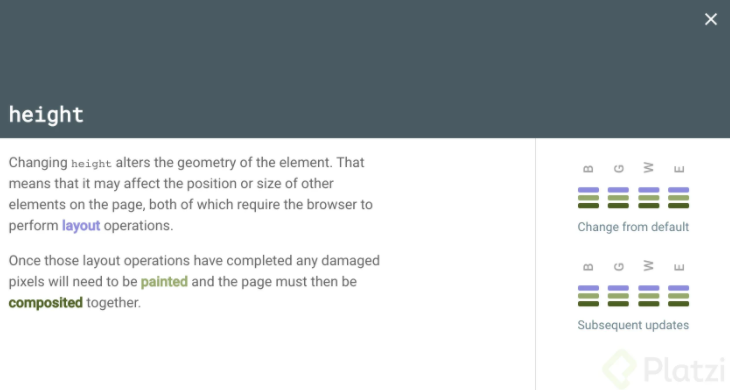 height
Changing height alters the geometry of the element. That
means that it may affect the position or size of other
elements on the page, both of which require the browser to
perform layout operations.
Once those layout operations have completed any damaged
pixels will need to be painted and the page must then be
composited together.
B G W E
Change from default
B G W E
Subsequent updates
Platzi